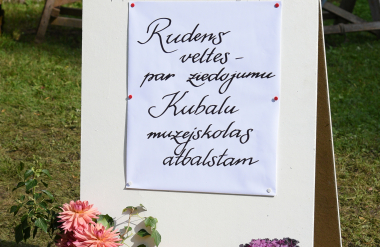 Rudens
veltes -
par ziedojumu
Kubalu
muzejskolas
atbalstam